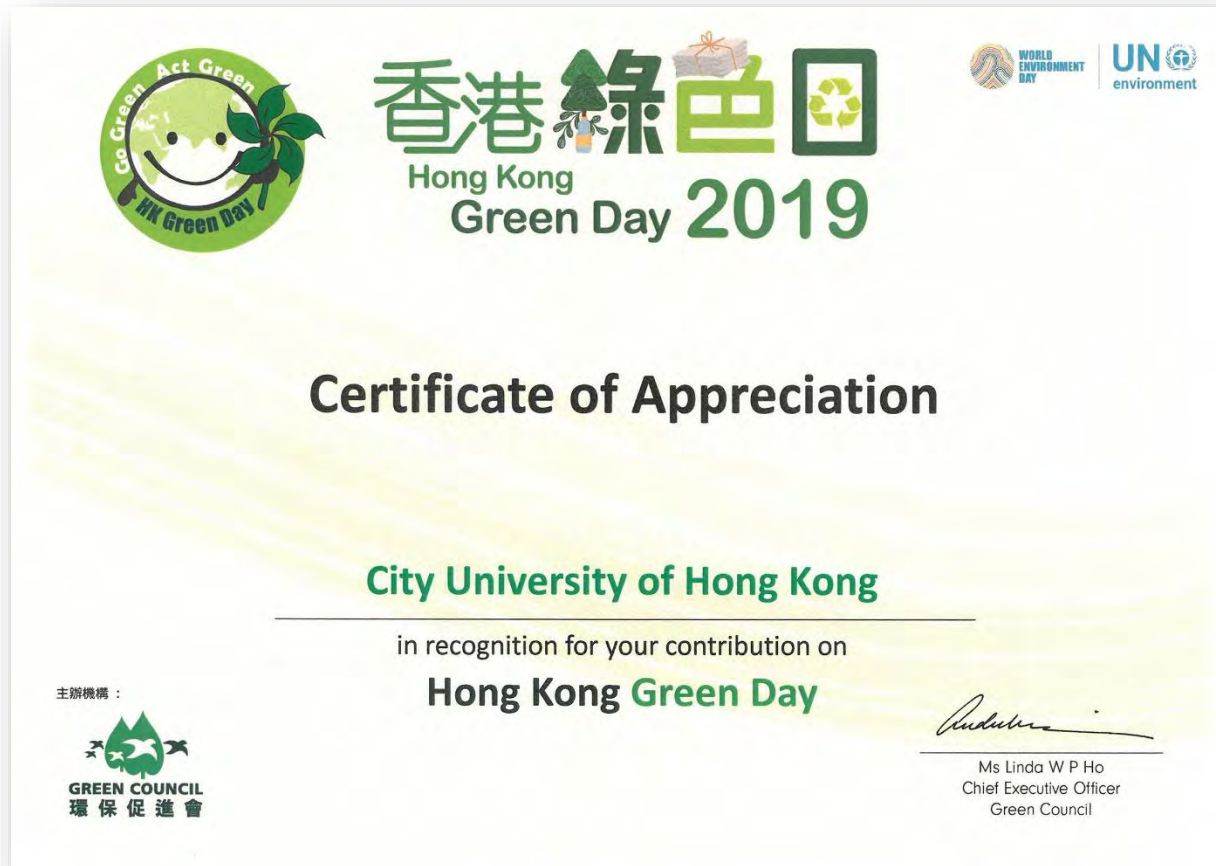 Go Green Act Green
HK Green Day
香港綠色日
Hong Kong
Green Day 2019
WORLD
ENVIRONMENT
DAY
UN
environment
Certificate of Appreciation
City University of Hong Kong
in recognition for your contribution on
Hong Kong Green Day
主辦機構：
GREEN COUNCIL
環保促進會
Ms Linda W P Ho
Chief Executive Officer
Green Council